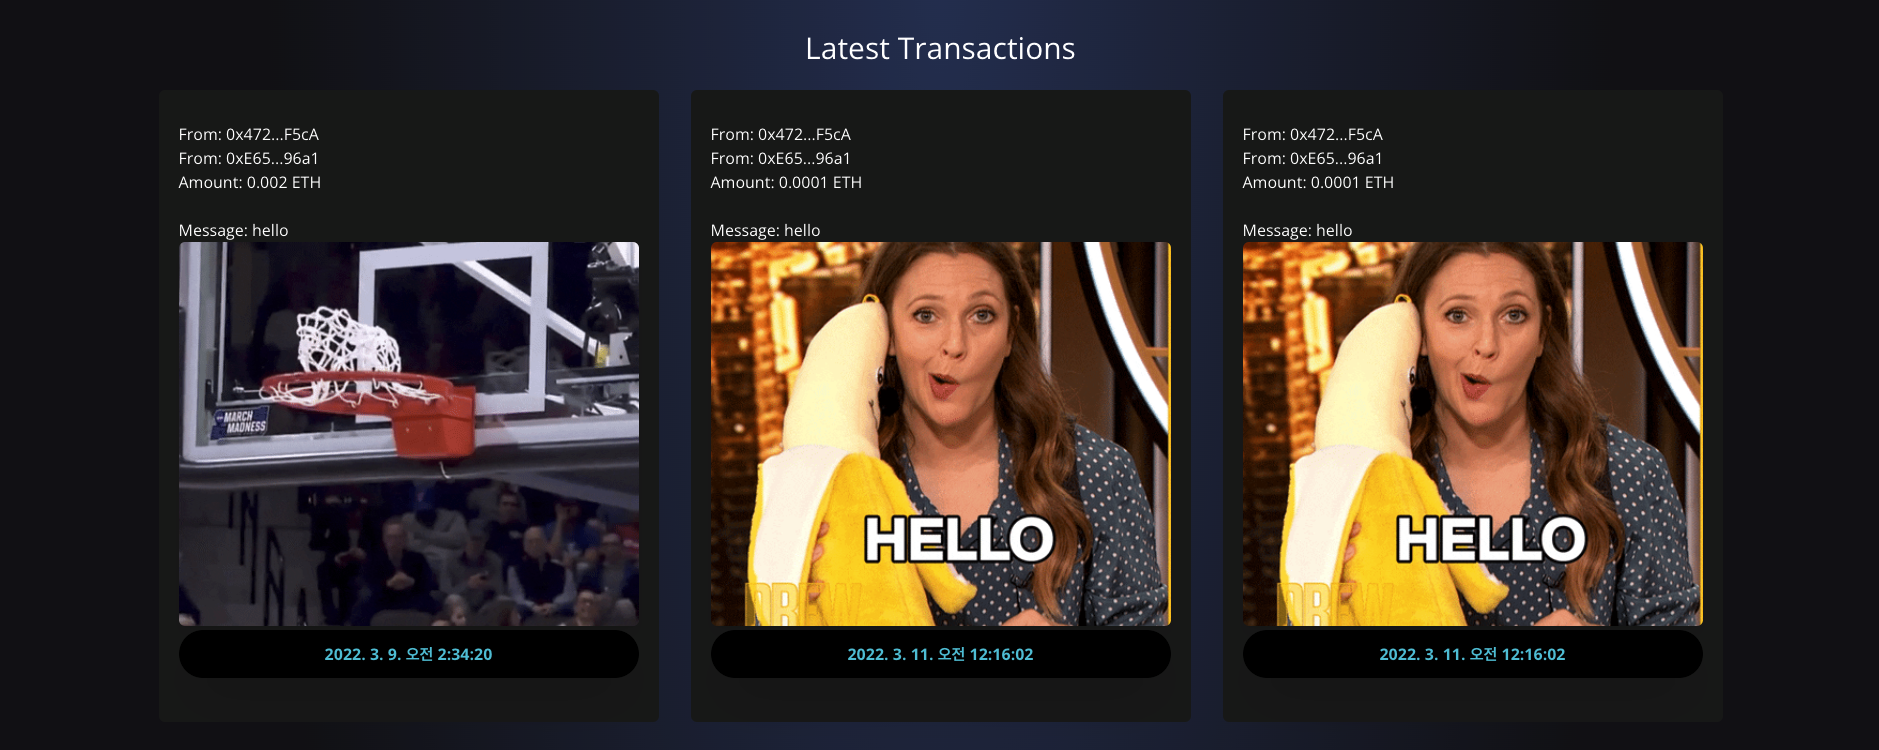 Latest Transactions
From: 0x472...F5cA
From: 0xE65...96a1
Amount: 0.002 ETH
Message: hello
MARCH
MADNESS
2022. 3. 9. 오전 2:34:20
From: 0x472...F5cA
From: 0xE65...96a1
Amount: 0.0001 ETH
Message: hello
HELLO
DREW
2022. 3. 11. 오전 12:16:02
From: 0x472...F5cA
From: 0xE65...96a1
Amount: 0.0001 ETH
Message: hello
HELLO
DREW
2022. 3. 11. 오전 12:16:02